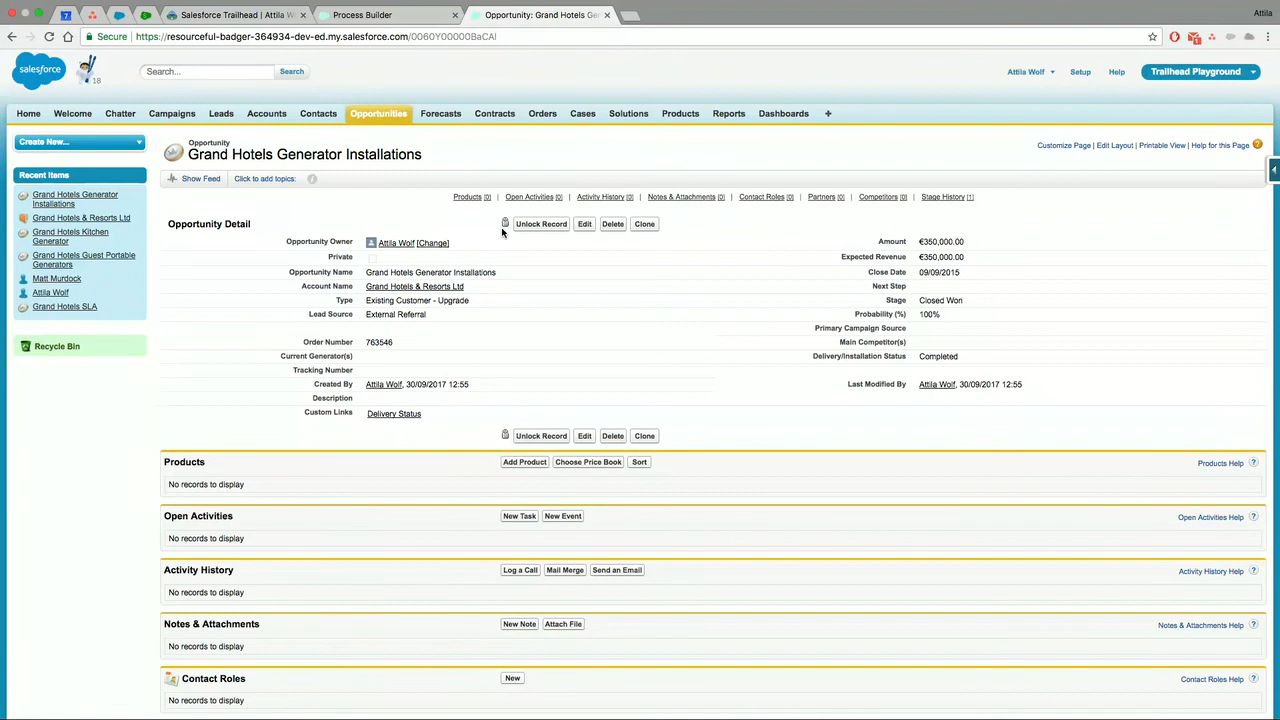 7
Salesforce Trailhead | Attila W
Process Builder
Opportunity: Grand Hotels Gen
Attila
Secure | https://resourceful-badger-364934-dev-ed.my.salesforce.com/0060Y00000BaCAl
salesforce
18
Search...
Search
Attila Wolf
Setup
Help
Trailhead Playground
Home
Welcome
Chatter
Campaigns
Leads
Accounts
Contacts
Opportunities
Forecasts
Contracts
Orders
Cases
Solutions
Products
Reports
Dashboards
+
Create New...
Recent Items
Grand Hotels Generator
Installations
Grand Hotels & Resorts Ltd
Grand Hotels Kitchen
Generator
Grand Hotels Guest Portable
Generators
Matt Murdock
Attila Wolf
Grand Hotels SLA
Recycle Bin
Opportunity
Grand Hotels Generator Installations
Customize Page | Edit Layout | Printable View | Help for this Page ?
Show Feed
Click to add topics:
Products [0] | Open Activities [0] | Activity History [0] | Notes & Attachments [0] | Contact Roles [0] | Partners [0] | Competitors [0] | Stage History [1]
Opportunity Detail
Unlock Record
Edit
Delete
Clone
Opportunity Owner Attila Wolf [Change]
Amount €350,000.00
Private
Expected Revenue €350,000.00
Opportunity Name Grand Hotels Generator Installations
Close Date 09/09/2015
Account Name Grand Hotels & Resorts Ltd
Next Step
Type Existing Customer - Upgrade
Stage Closed Won
Lead Source External Referral
Probability (%) 100%
Primary Campaign Source
Order Number 763546
Main Competitor(s)
Current Generator(s)
Delivery/Installation Status Completed
Tracking Number
Created By Attila Wolf, 30/09/2017 12:55
Last Modified By Attila Wolf, 30/09/2017 12:55
Description
Custom Links Delivery Status
Unlock Record
Edit
Delete
Clone
Products
Add Product
Choose Price Book
Sort
Products Help ?
No records to display
Open Activities
New Task
New Event
Open Activities Help ?
No records to display
Activity History
Log a Call
Mail Merge
Send an Email
Activity History Help ?
No records to display
Notes & Attachments
New Note
Attach File
Notes & Attachments Help ?
No records to display
Contact Roles
New
Contact Roles Help ?
No records to display